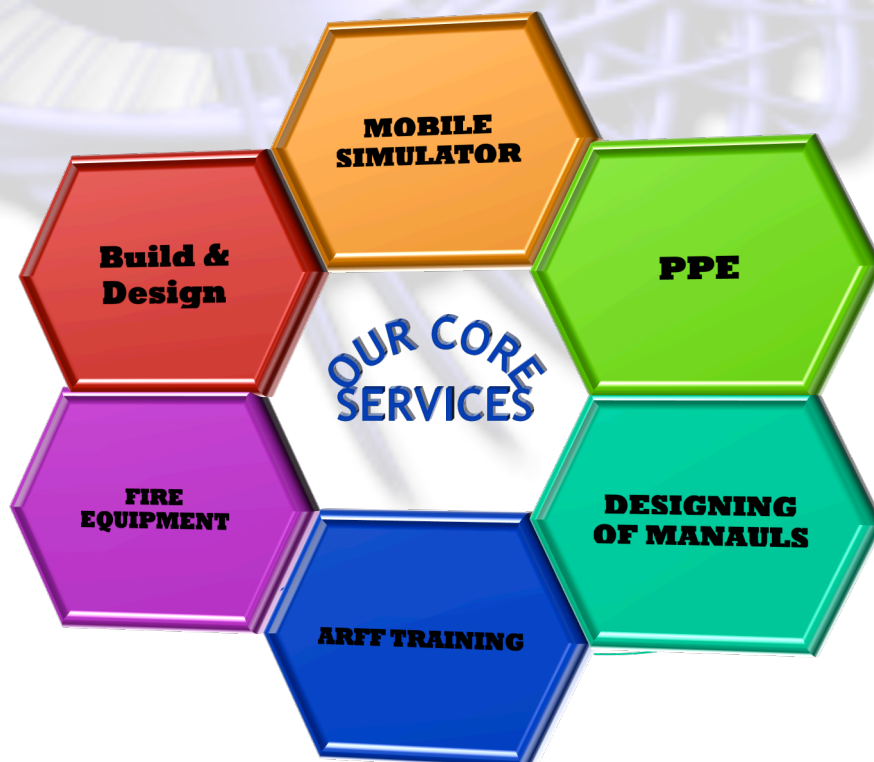 MOBILE
SIMULATOR
Build &
Design
PPE
OUR CORE
SERVICES
FIRE
EQUIPMENT
DESIGNING
OF MANAULS
ARFF TRAINING